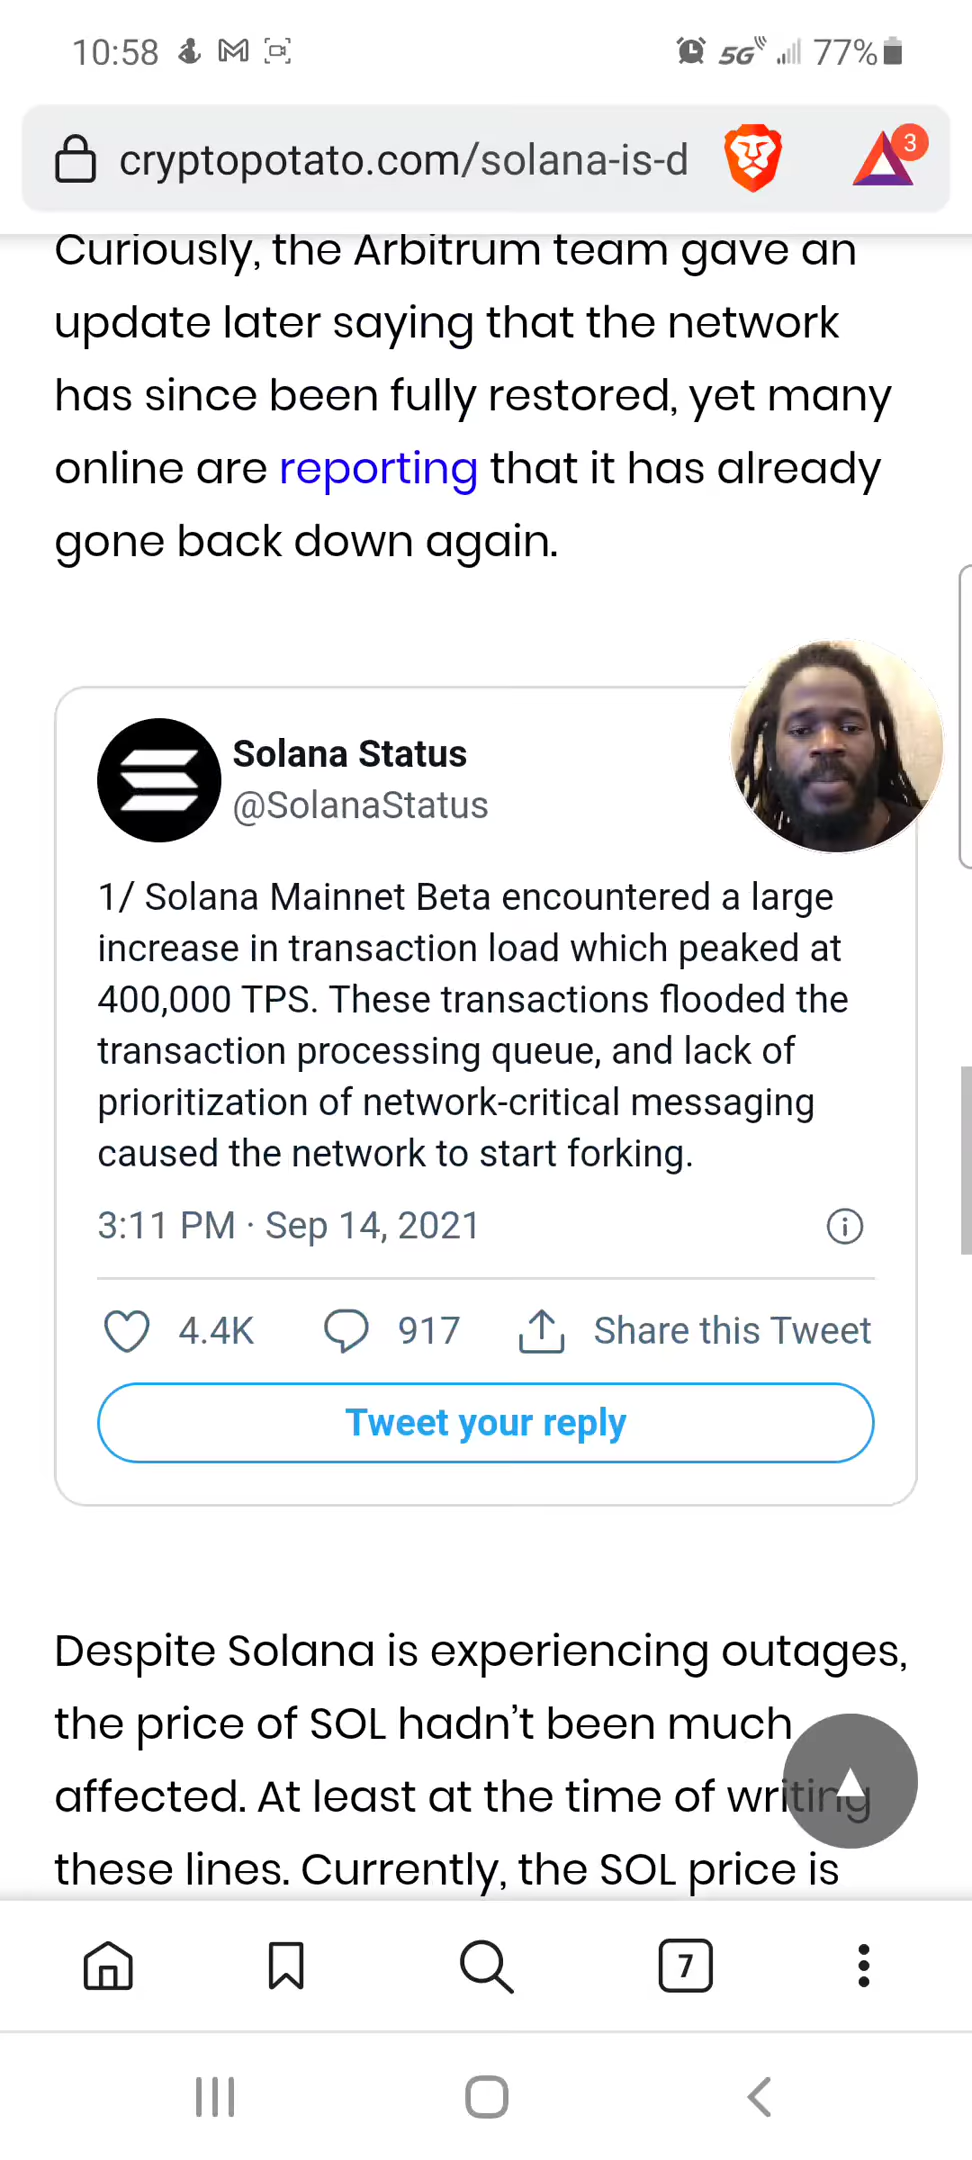 10:58
5G 77%
cryptopotato.com/solana-is-d
3
Curiously, the Arbitrum team gave an
update later saying that the network
has since been fully restored, yet many
online are reporting that it has already
gone back down again.
Solana Status
@SolanaStatus
1/ Solana Mainnet Beta encountered a large
increase in transaction load which peaked at
400,000 TPS. These transactions flooded the
transaction processing queue, and lack of
prioritization of network-critical messaging
caused the network to start forking.
3:11 PM · Sep 14, 2021
4.4K 917 Share this Tweet
Tweet your reply
Despite Solana is experiencing outages,
the price of SOL hadn't been much
affected. At least at the time of writing
these lines. Currently, the SOL price is
7